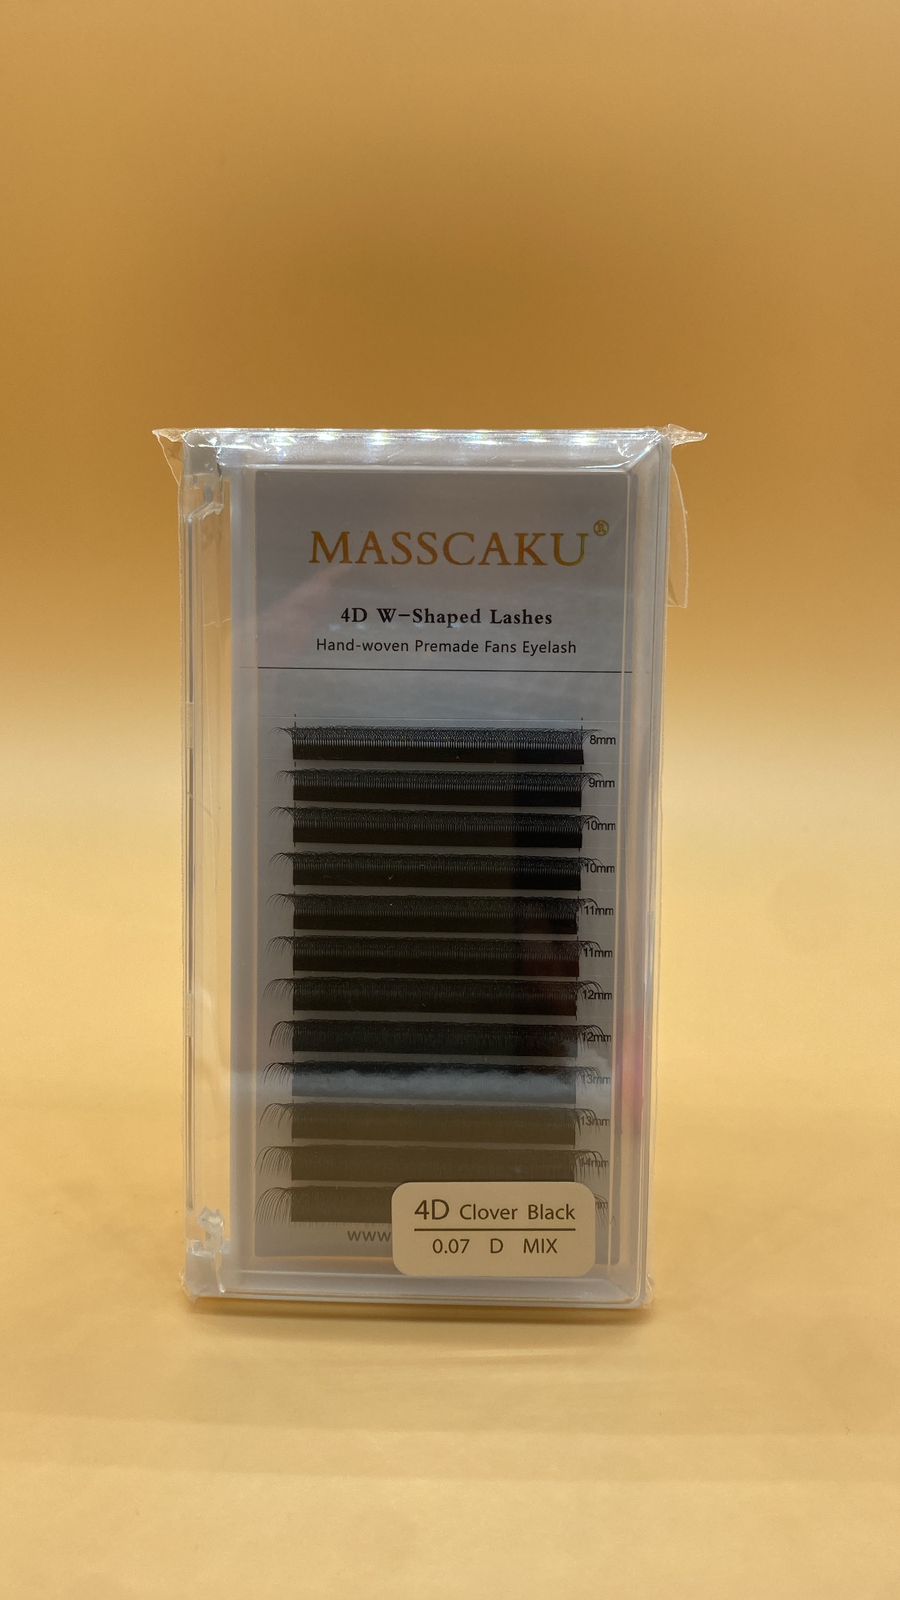 MASSCAKU®
4D W-Shaped Lashes
Hand-woven Premade Fans Eyelash
8mm
9mm
10mm
10mm
11mm
11mm
12mm
12mm
13mm
13mm
14mm
4D Clover Black
0.07 D MIX